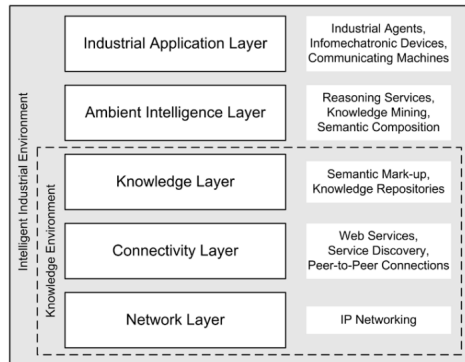 Intelligent Industrial Environment
Knowledge Environment
Industrial Application Layer
Industrial Agents,
Infomechatronic Devices,
Communicating Machines
Ambient Intelligence Layer
Reasoning Services,
Knowledge Mining,
Semantic Composition
Knowledge Layer
Semantic Mark-up,
Knowledge Repositories
Connectivity Layer
Web Services,
Service Discovery,
Peer-to-Peer Connections
Network Layer
IP Networking